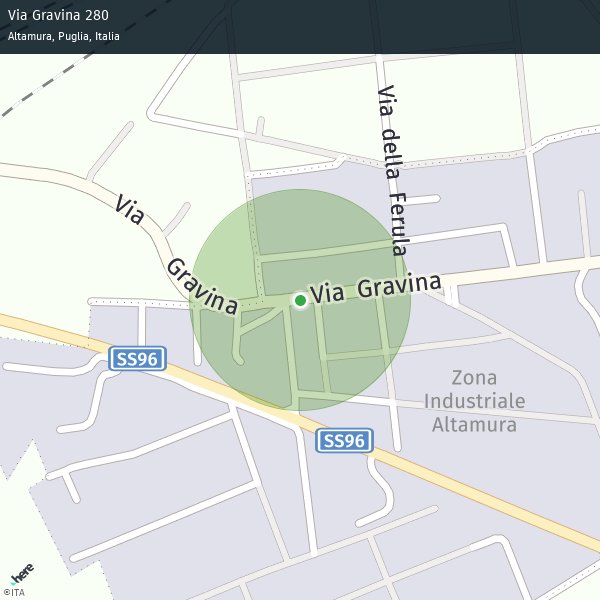 Via Gravina 280
Altamura, Puglia, Italia
Via della Ferula
Via Gravina
Via Gravina
SS96
Zona
Industriale
Altamura
SS96
here
©ITA